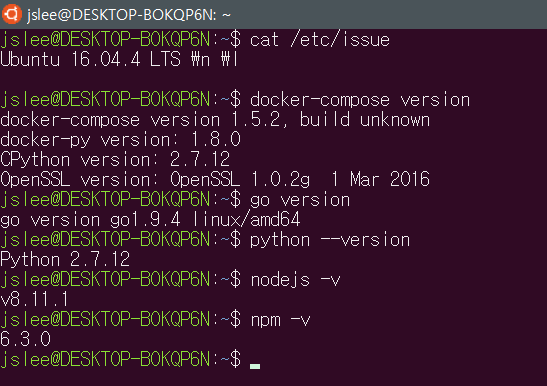 jslee@DESKTOP-BOKQP6N: ~
jslee@DESKTOP-BOKQP6N:~$ cat /etc/issue
Ubuntu 16.04.4 LTS ₩n ₩l
jslee@DESKTOP-BOKQP6N:~$ docker-compose version
docker-compose version 1.5.2, build unknown
docker-py version: 1.8.0
CPython version: 2.7.12
OpenSSL version: OpenSSL 1.0.2g  1 Mar 2016
jslee@DESKTOP-BOKQP6N:~$ go version
go version go1.9.4 linux/amd64
jslee@DESKTOP-BOKQP6N:~$ python --version
Python 2.7.12
jslee@DESKTOP-BOKQP6N:~$ nodejs -v
v8.11.1
jslee@DESKTOP-BOKQP6N:~$ npm -v
6.3.0
jslee@DESKTOP-BOKQP6N:~$